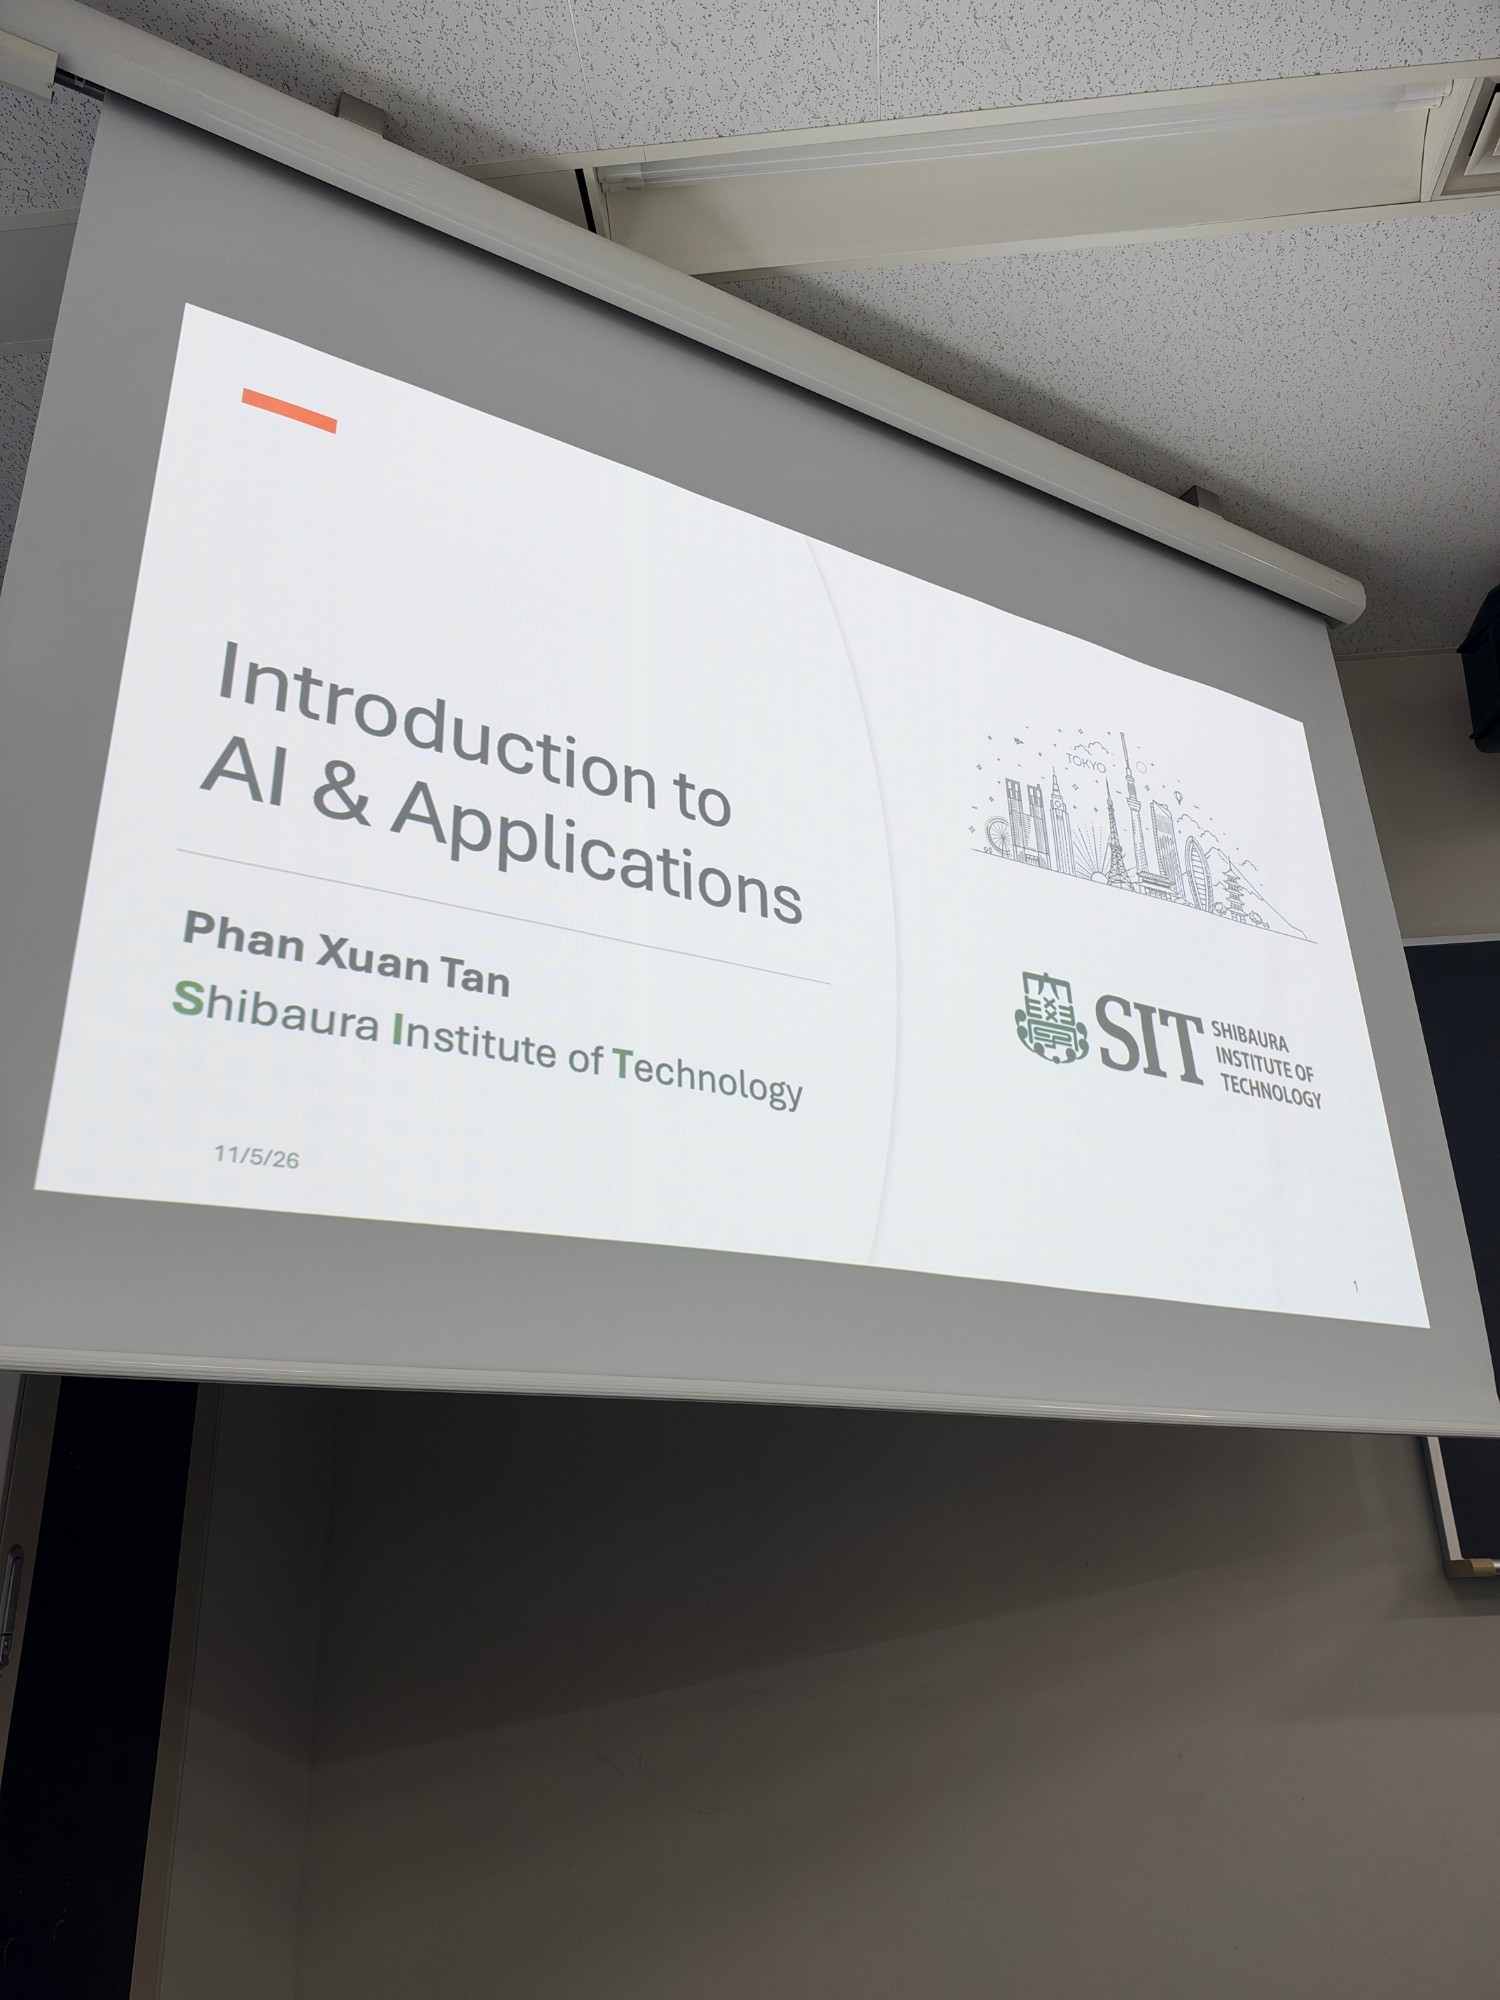 Introduction to
AI & Applications
Phan Xuan Tan
Shibaura Institute of Technology
11/5/26
TOKYO
SIT
SHIBAURA
INSTITUTE OF
TECHNOLOGY
1